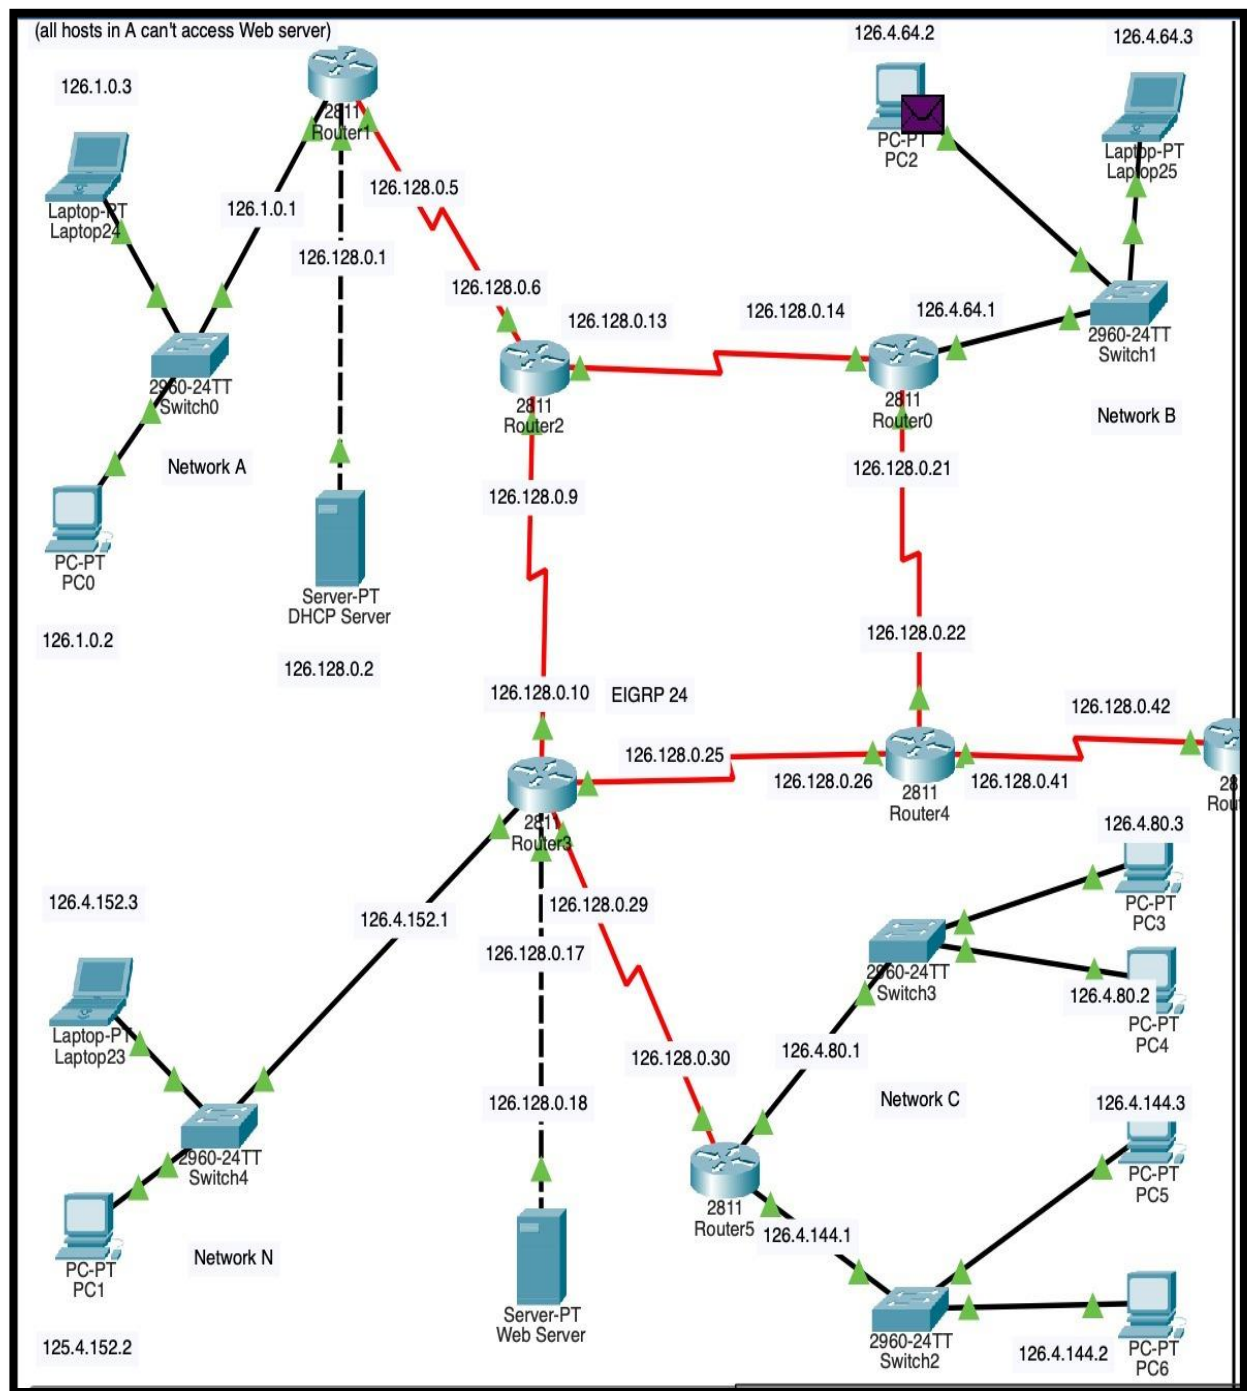 (all hosts in A can't access Web server)
126.1.0.3
2811
Router1
126.4.64.2
126.4.64.3
PC-PT
PC2
Laptop-PT
Laptop25
Laptop-PT
Laptop24
126.1.0.1
126.128.0.5
126.128.0.1
126.128.0.6
126.128.0.13
126.128.0.14
126.4.64.1
2960-24TT
Switch1
2960-24TT
Switch0
2811
Router2
2811
Router0
Network B
Network A
126.128.0.9
126.128.0.21
PC-PT
PC0
Server-PT
DHCP Server
126.1.0.2
126.128.0.2
126.128.0.22
126.128.0.10
EIGRP 24
126.128.0.42
126.128.0.25
126.128.0.26
126.128.0.41
2811
Router4
28
Rout
2811
Router3
126.4.80.3
126.4.152.3
126.4.152.1
126.128.0.29
126.128.0.17
PC-PT
PC3
2960-24TT
Switch3
126.4.80.2
PC-PT
PC4
Laptop-PT
Laptop23
126.128.0.30
126.4.80.1
126.128.0.18
Network C
126.4.144.3
2960-24TT
Switch4
PC-PT
PC5
2811
Router5
126.4.144.1
Network N
PC-PT
PC1
Server-PT
Web Server
2960-24TT
Switch2
126.4.144.2
PC-PT
PC6
125.4.152.2